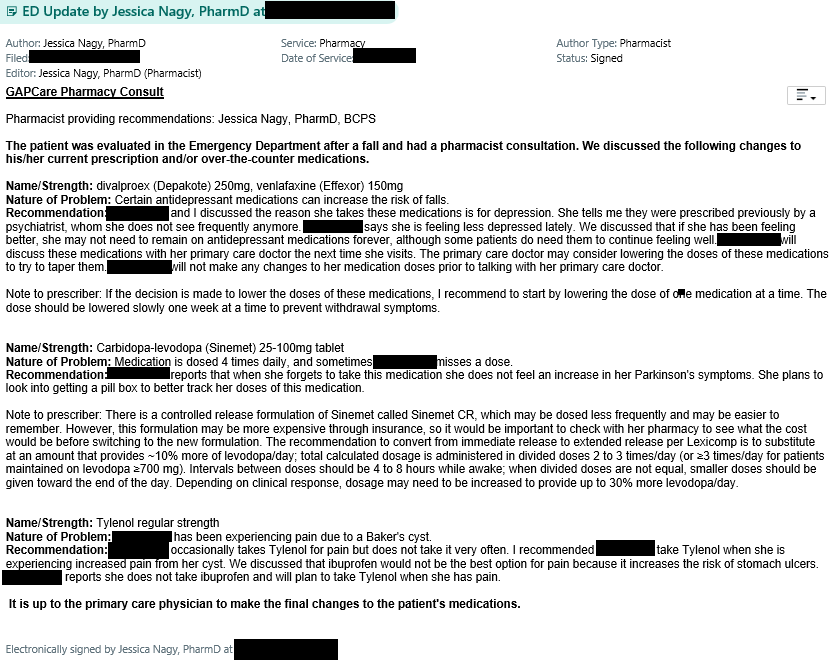 ED Update by Jessica Nagy, PharmD at
Author: Jessica Nagy, PharmD Service: Pharmacy Author Type: Pharmacist
Filed: Date of Service: Status: Signed
Editor: Jessica Nagy, PharmD (Pharmacist)
GAPCare Pharmacy Consult
Pharmacist providing recommendations: Jessica Nagy, PharmD, BCPS
The patient was evaluated in the Emergency Department after a fall and had a pharmacist consultation. We discussed the following changes to
his/her current prescription and/or over-the-counter medications.
Name/Strength: divalproex (Depakote) 250mg, venlafaxine (Effexor) 150mg
Nature of Problem: Certain antidepressant medications can increase the risk of falls.
Recommendation: and I discussed the reason she takes these medications is for depression. She tells me they were prescribed previously by a
psychiatrist, whom she does not see frequently anymore. says she is feeling less depressed lately. We discussed that if she has been feeling
better, she may not need to remain on antidepressant medications forever, although some patients do need them to continue feeling well. will
discuss these medications with her primary care doctor the next time she visits. The primary care doctor may consider lowering the doses of these medications
to try to taper them. will not make any changes to her medication doses prior to talking with her primary care doctor.
Note to prescriber: If the decision is made to lower the doses of these medications, I recommend to start by lowering the dose of one medication at a time. The
dose should be lowered slowly one week at a time to prevent withdrawal symptoms.
Name/Strength: Carbidopa-levodopa (Sinemet) 25-100mg tablet
Nature of Problem: Medication is dosed 4 times daily, and sometimes misses a dose.
Recommendation: reports that when she forgets to take this medication she does not feel an increase in her Parkinson's symptoms. She plans to
look into getting a pill box to better track her doses of this medication.
Note to prescriber: There is a controlled release formulation of Sinemet called Sinemet CR, which may be dosed less frequently and may be easier to
remember. However, this formulation may be more expensive through insurance, so it would be important to check with her pharmacy to see what the cost
would be before switching to the new formulation. The recommendation to convert from immediate release to extended release per Lexicomp is to substitute
at an amount that provides ~10% more of levodopa/day; total calculated dosage is administered in divided doses 2 to 3 times/day (or ≥3 times/day for patients
maintained on levodopa ≥700 mg). Intervals between doses should be 4 to 8 hours while awake; when divided doses are not equal, smaller doses should be
given toward the end of the day. Depending on clinical response, dosage may need to be increased to provide up to 30% more levodopa/day.
Name/Strength: Tylenol regular strength
Nature of Problem: has been experiencing pain due to a Baker's cyst.
Recommendation: occasionally takes Tylenol for pain but does not take it very often. I recommended take Tylenol when she is
experiencing increased pain from her cyst. We discussed that ibuprofen would not be the best option for pain because it increases the risk of stomach ulcers.
reports she does not take ibuprofen and will plan to take Tylenol when she has pain.
It is up to the primary care physician to make the final changes to the patient's medications.
Electronically signed by Jessica Nagy, PharmD at